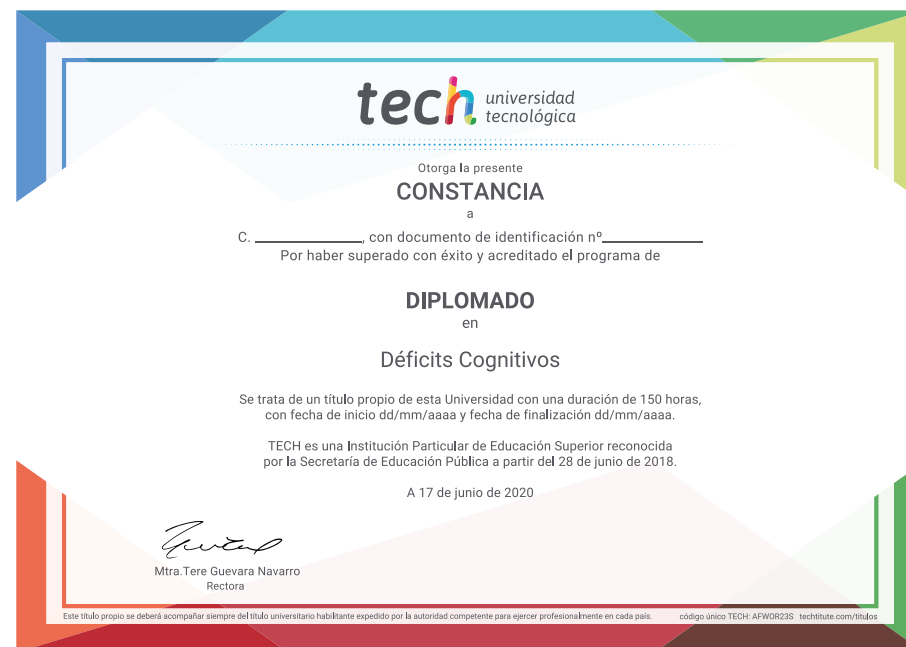 tech universidad
tecnológica
Otorga la presente
CONSTANCIA
a
C. ____________, con documento de identificación nº____________
Por haber superado con éxito y acreditado el programa de
DIPLOMADO
en
Déficits Cognitivos
Se trata de un título propio de esta Universidad con una duración de 150 horas,
con fecha de inicio dd/mm/aaaa y fecha de finalización dd/mm/aaaa.
TECH es una Institución Particular de Educación Superior reconocida
por la Secretaría de Educación Pública a partir del 28 de junio de 2018.
A 17 de junio de 2020
Mtra.Tere Guevara Navarro
Rectora
Este título propio se deberá acompañar siempre del título universitario habilitante expedido por la autoridad competente para ejercer profesionalmente en cada país. código único TECH: AFWOR23S techtitute.com/titulos